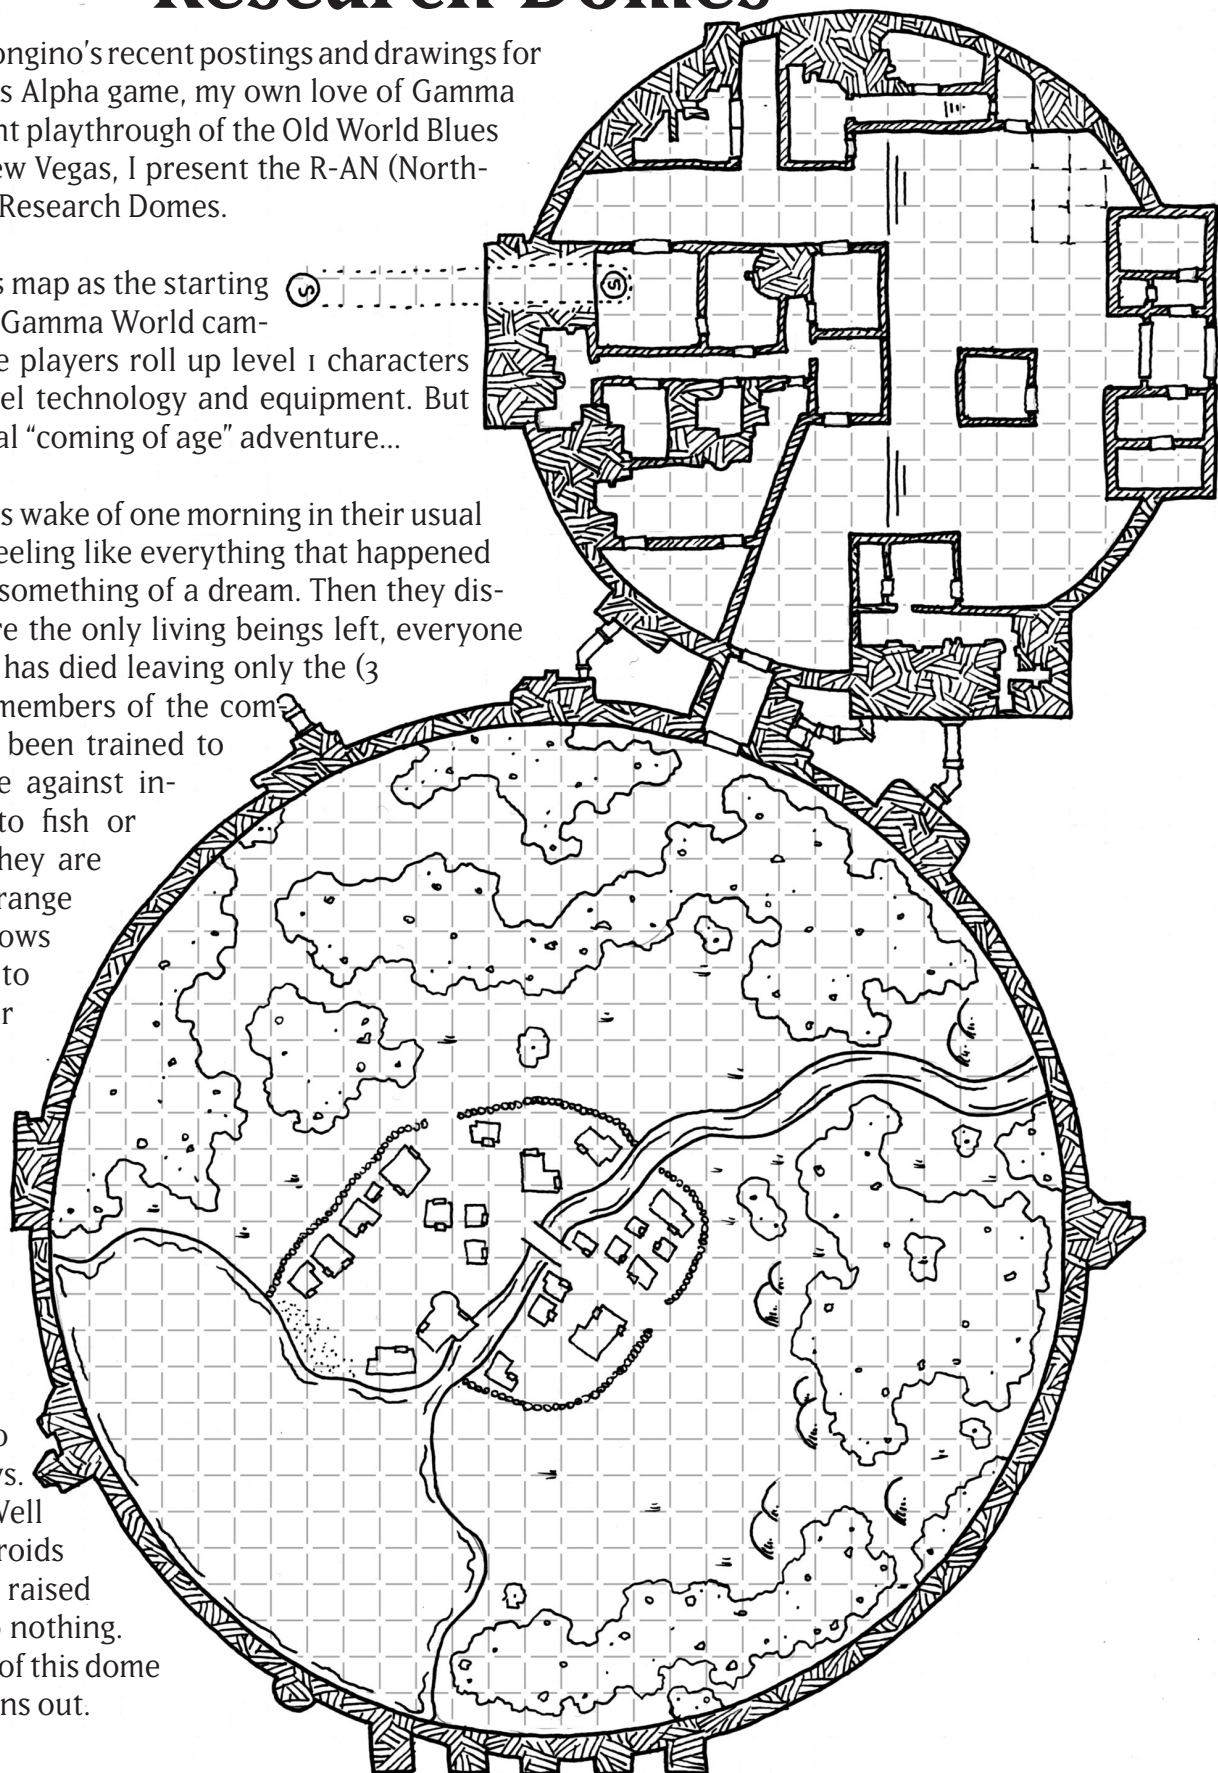 Research Domes
ongino's recent postings and drawings for
s Alpha game, my own love of Gamma
nt playthrough of the Old World Blues
ew Vegas, I present the R-AN (North-
Research Domes.
s map as the starting
Gamma World cam-
e players roll up level 1 characters
el technology and equipment. But
al “coming of age” adventure...
s wake of one morning in their usual
eeling like everything that happened
something of a dream. Then they dis-
re the only living beings left, everyone
has died leaving only the (3
members of the com
been trained to
e against in-
to fish or
hey are
range
ows
to
r
o
vs.
Well
roids
raised
o nothing.
of this dome
ns out.
S
S